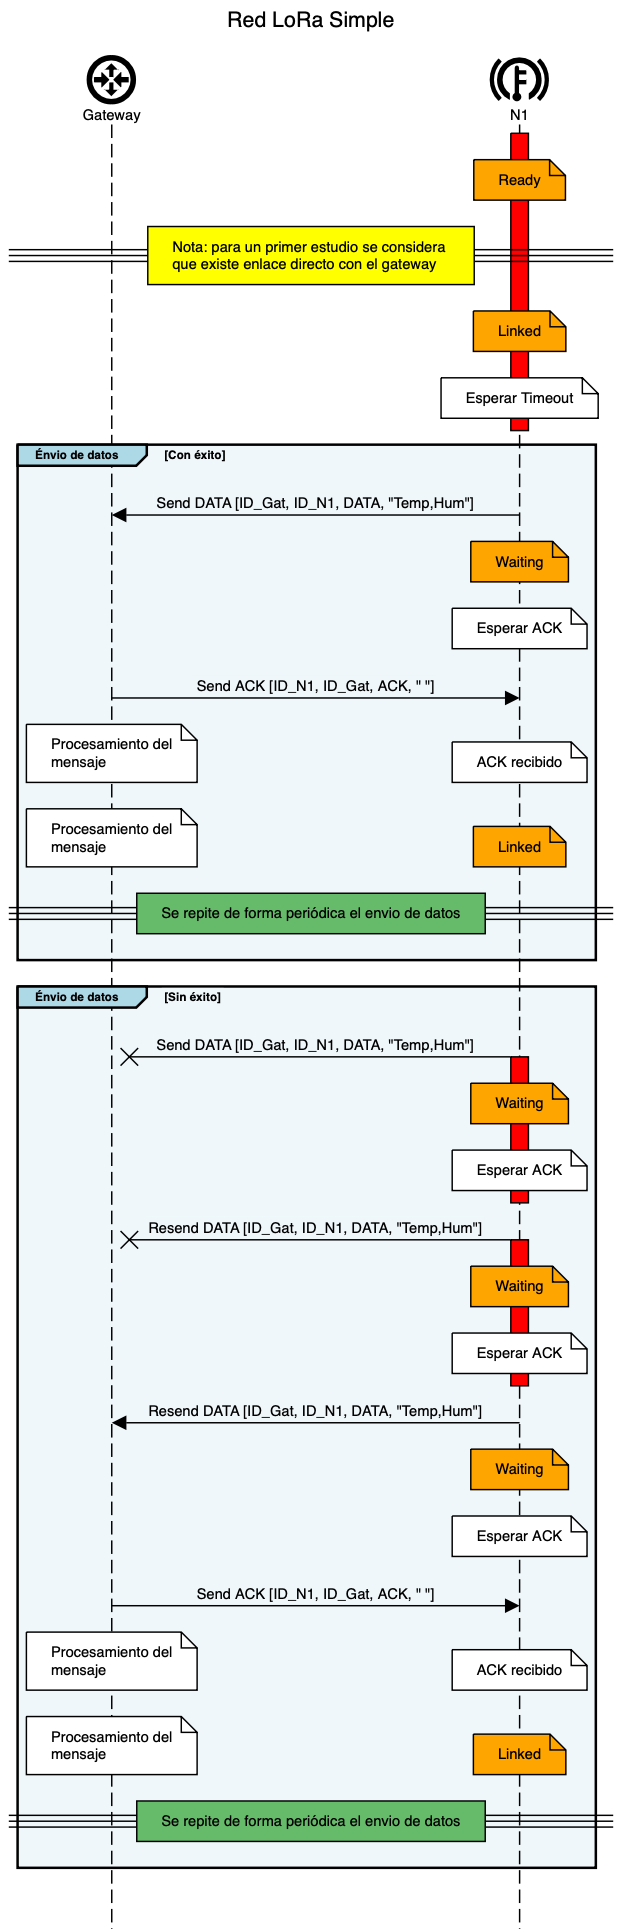 Red LoRa Simple
Gateway
N1
Ready
Nota: para un primer estudio se considera
que existe enlace directo con el gateway
Linked
Esperar Timeout
Énvio de datos
[Con éxito]
Send DATA [ID_Gat, ID_N1, DATA, "Temp,Hum"]
Waiting
Esperar ACK
Send ACK [ID_N1, ID_Gat, ACK, " "]
Procesamiento del
mensaje
ACK recibido
Procesamiento del
mensaje
Linked
Se repite de forma periódica el envio de datos
Énvio de datos
[Sin éxito]
Send DATA [ID_Gat, ID_N1, DATA, "Temp,Hum"]
Waiting
Esperar ACK
Resend DATA [ID_Gat, ID_N1, DATA, "Temp,Hum"]
Waiting
Esperar ACK
Resend DATA [ID_Gat, ID_N1, DATA, "Temp,Hum"]
Waiting
Esperar ACK
Send ACK [ID_N1, ID_Gat, ACK, " "]
Procesamiento del
mensaje
ACK recibido
Procesamiento del
mensaje
Linked
Se repite de forma periódica el envio de datos